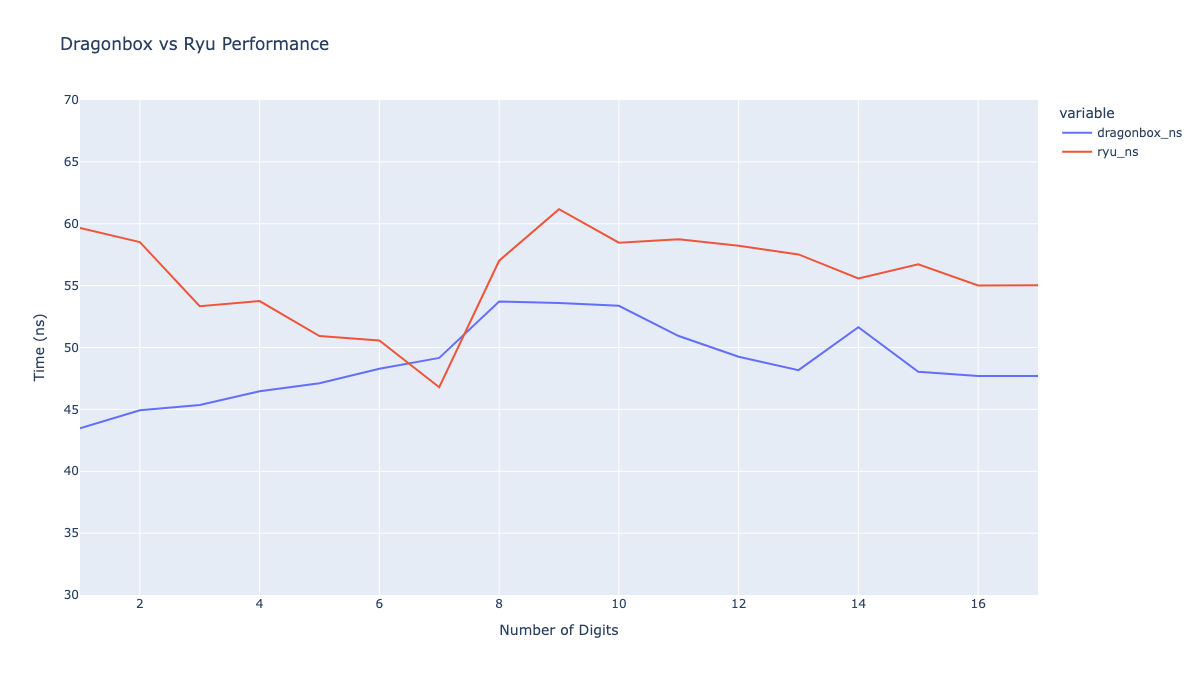 Dragonbox vs Ryu Performance
variable
dragonbox_ns
ryu_ns
70
65
60
55
50
45
40
35
30
Time (ns)
2 4 6 8 10 12 14 16
Number of Digits